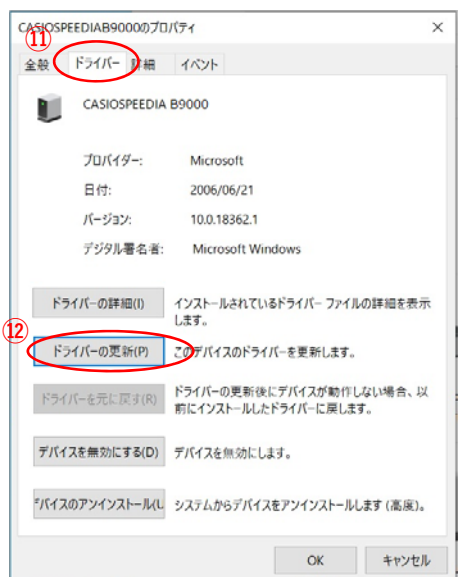 CASIOSPEEDIAB9000のプロパティ
⑪
全般 ドライバー 詳細 イベント
CASIOSPEEDIA B9000
プロバイダー: Microsoft
日付: 2006/06/21
バージョン: 10.0.18362.1
デジタル署名者: Microsoft Windows
ドライバーの詳細(I) インストールされているドライバー ファイルの詳細を表示
します。
⑫
ドライバーの更新(P) このデバイスのドライバーを更新します。
ドライバーを元に戻す(R) ドライバーの更新後にデバイスが動作しない場合、以
前にインストールしたドライバーに戻します。
デバイスを無効にする(D) デバイスを無効にします。
バイスのアンインストール(U システムからデバイスをアンインストールします (高度)。
OK キャンセル